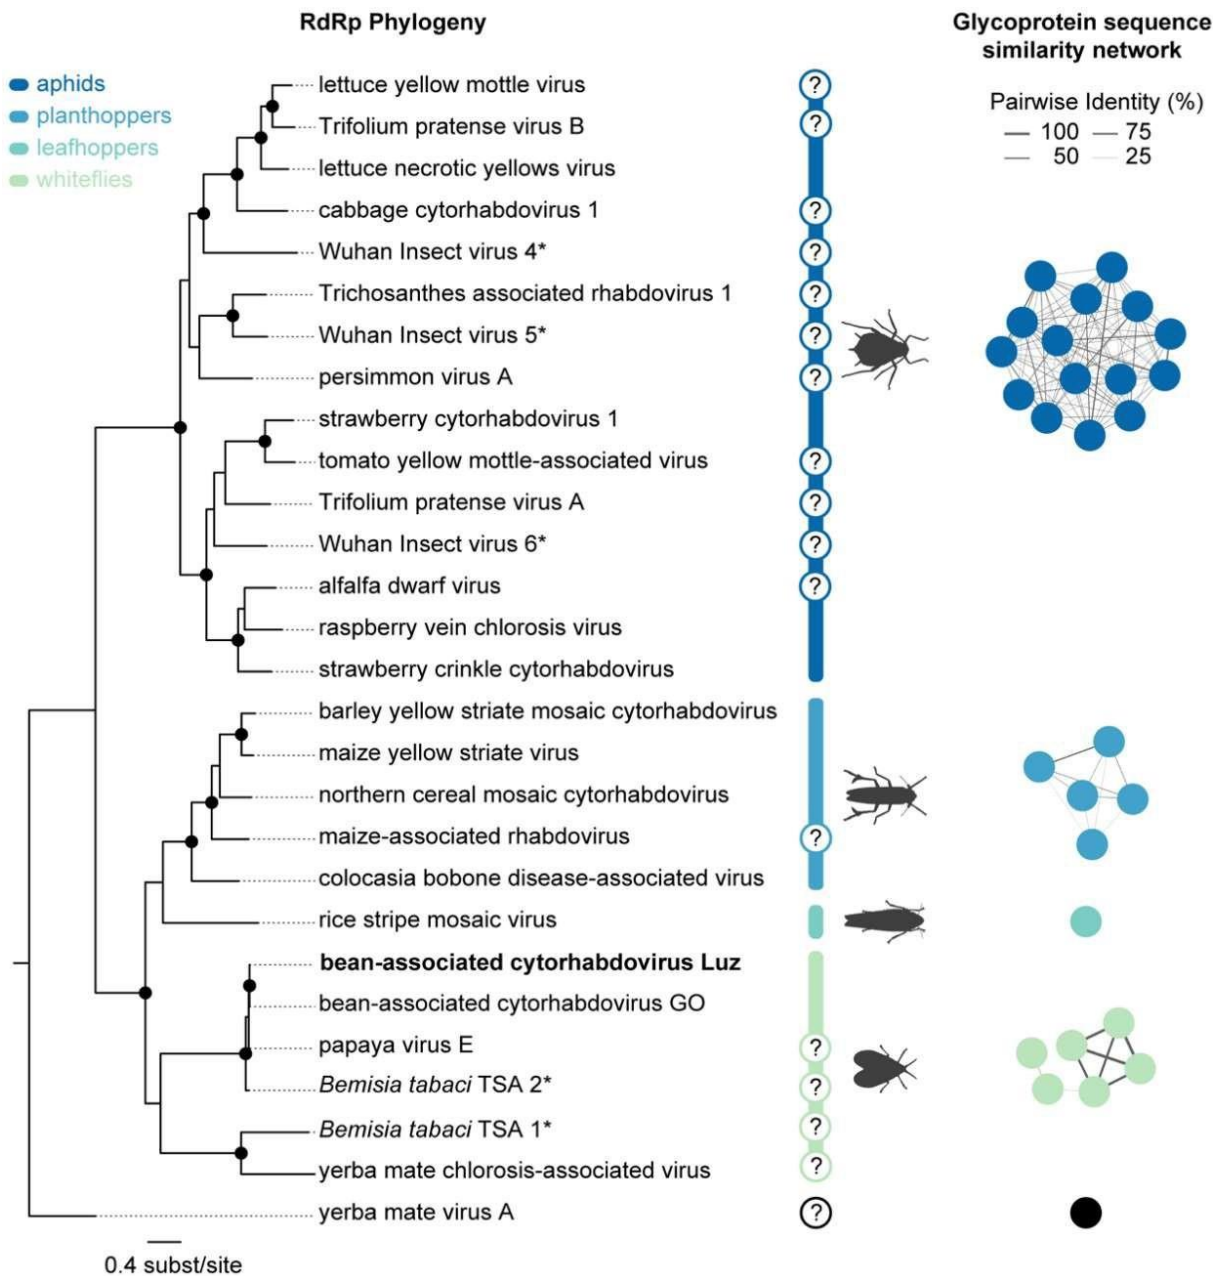 RdRp Phylogeny
Glycoprotein sequence
similarity network
aphids
planthoppers
leafhoppers
whiteflies
Pairwise Identity (%)
100 75
50 25
lettuce yellow mottle virus ?
Trifolium pratense virus B ?
lettuce necrotic yellows virus
cabbage cytorhabdovirus 1 ?
Wuhan Insect virus 4* ?
Trichosanthes associated rhabdovirus 1 ?
Wuhan Insect virus 5* ?
persimmon virus A ?
strawberry cytorhabdovirus 1
tomato yellow mottle-associated virus ?
Trifolium pratense virus A ?
Wuhan Insect virus 6* ?
alfalfa dwarf virus ?
raspberry vein chlorosis virus
strawberry crinkle cytorhabdovirus
barley yellow striate mosaic cytorhabdovirus
maize yellow striate virus
northern cereal mosaic cytorhabdovirus
maize-associated rhabdovirus ?
colocasia bobone disease-associated virus
rice stripe mosaic virus
bean-associated cytorhabdovirus Luz
bean-associated cytorhabdovirus GO
papaya virus E ?
Bemisia tabaci TSA 2* ?
Bemisia tabaci TSA 1* ?
yerba mate chlorosis-associated virus ?
yerba mate virus A ?
0.4 subst/site